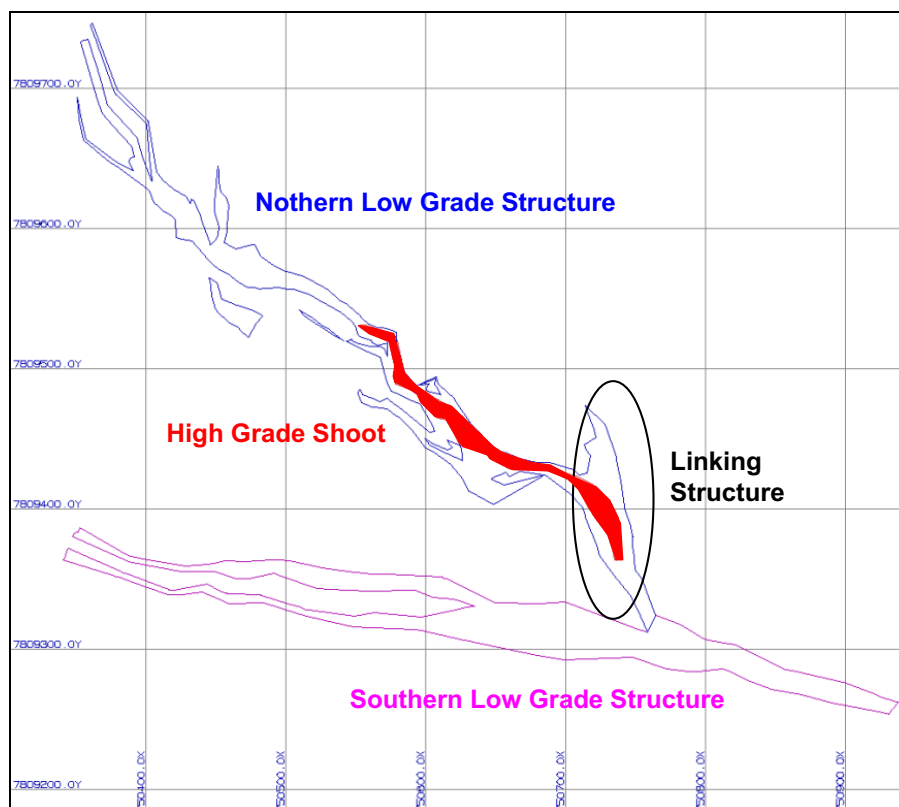 7809700.0Y
Nothern Low Grade Structure
7809600.0Y
7809500.0Y
High Grade Shoot
Linking
Structure
7809400.0Y
7809300.0Y
Southern Low Grade Structure
7809200.0Y
50400.0X
50500.0X
50600.0X
50700.0X
50800.0X
50900.0X